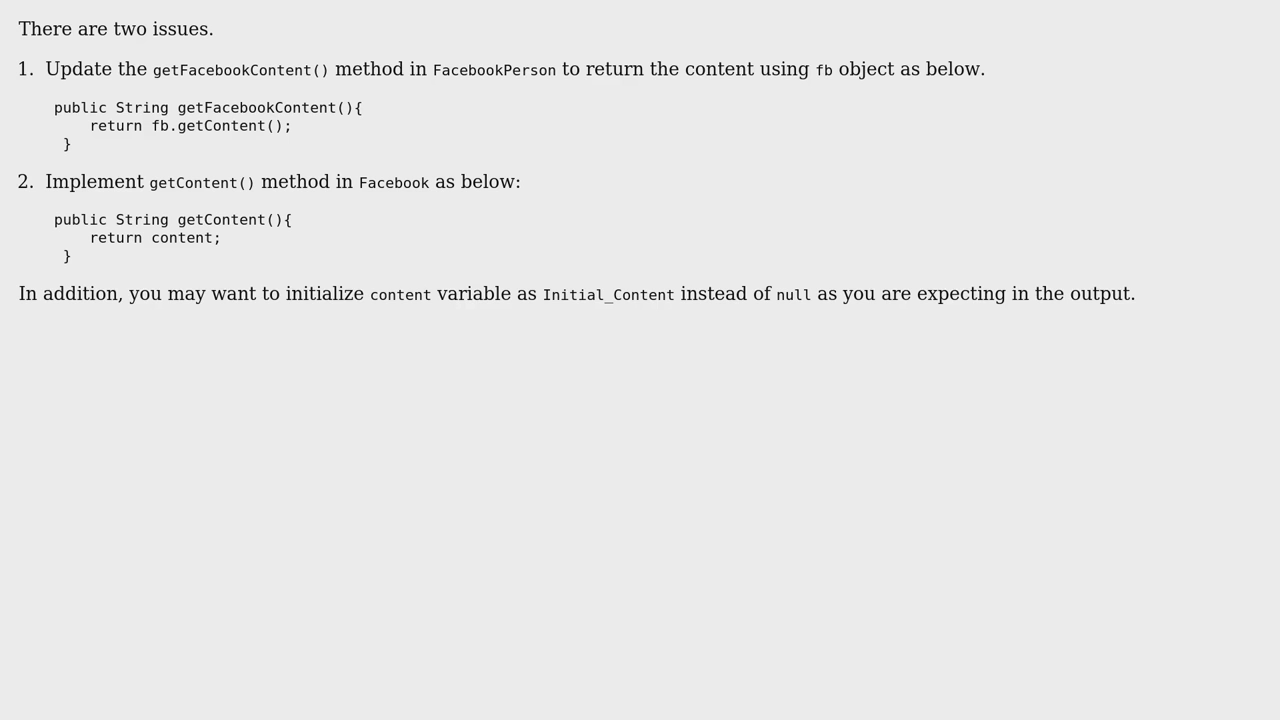 There are two issues.
1. Update the getFacebookContent() method in FacebookPerson to return the content using fb object as below.
public String getFacebookContent(){
    return fb.getContent();
 }
2. Implement getContent() method in Facebook as below:
public String getContent(){
    return content;
 }
In addition, you may want to initialize content variable as Initial_Content instead of null as you are expecting in the output.